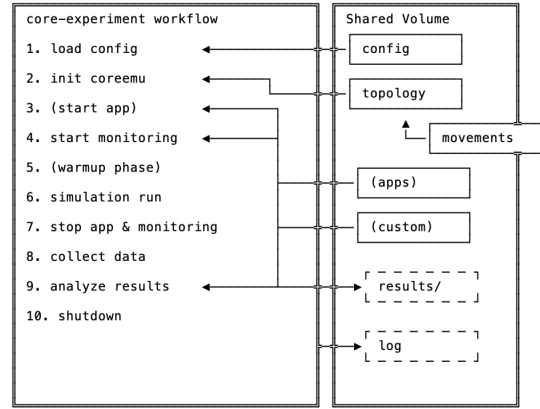 core-experiment workflow
1. load config
2. init coreemu
3. (start app)
4. start monitoring
5. (warmup phase)
6. simulation run
7. stop app & monitoring
8. collect data
9. analyze results
10. shutdown
Shared Volume
config
topology
movements
(apps)
(custom)
results/
log